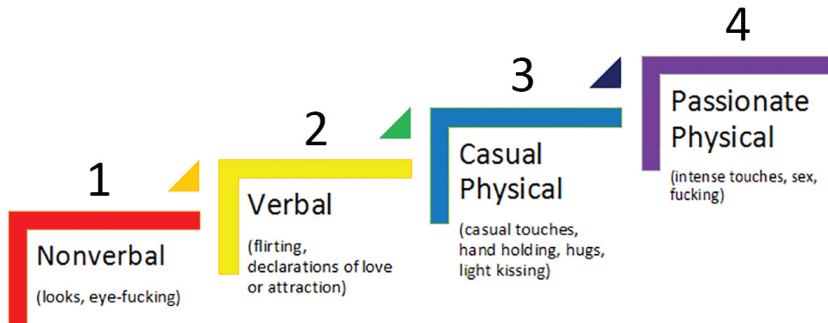 1
Nonverbal
(looks, eye-fucking)
2
Verbal
(flirting,
declarations of love
or attraction)
3
Casual
Physical
(casual touches,
hand holding, hugs,
light kissing)
4
Passionate
Physical
(intense touches, sex,
fucking)